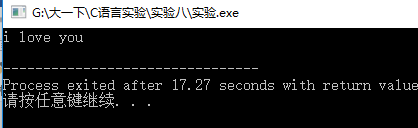 G:\大一下\C语言实验\实验八\实验.exe
i love you
--------------------------------
Process exited after 17.27 seconds with return value
请按任意键继续. . .